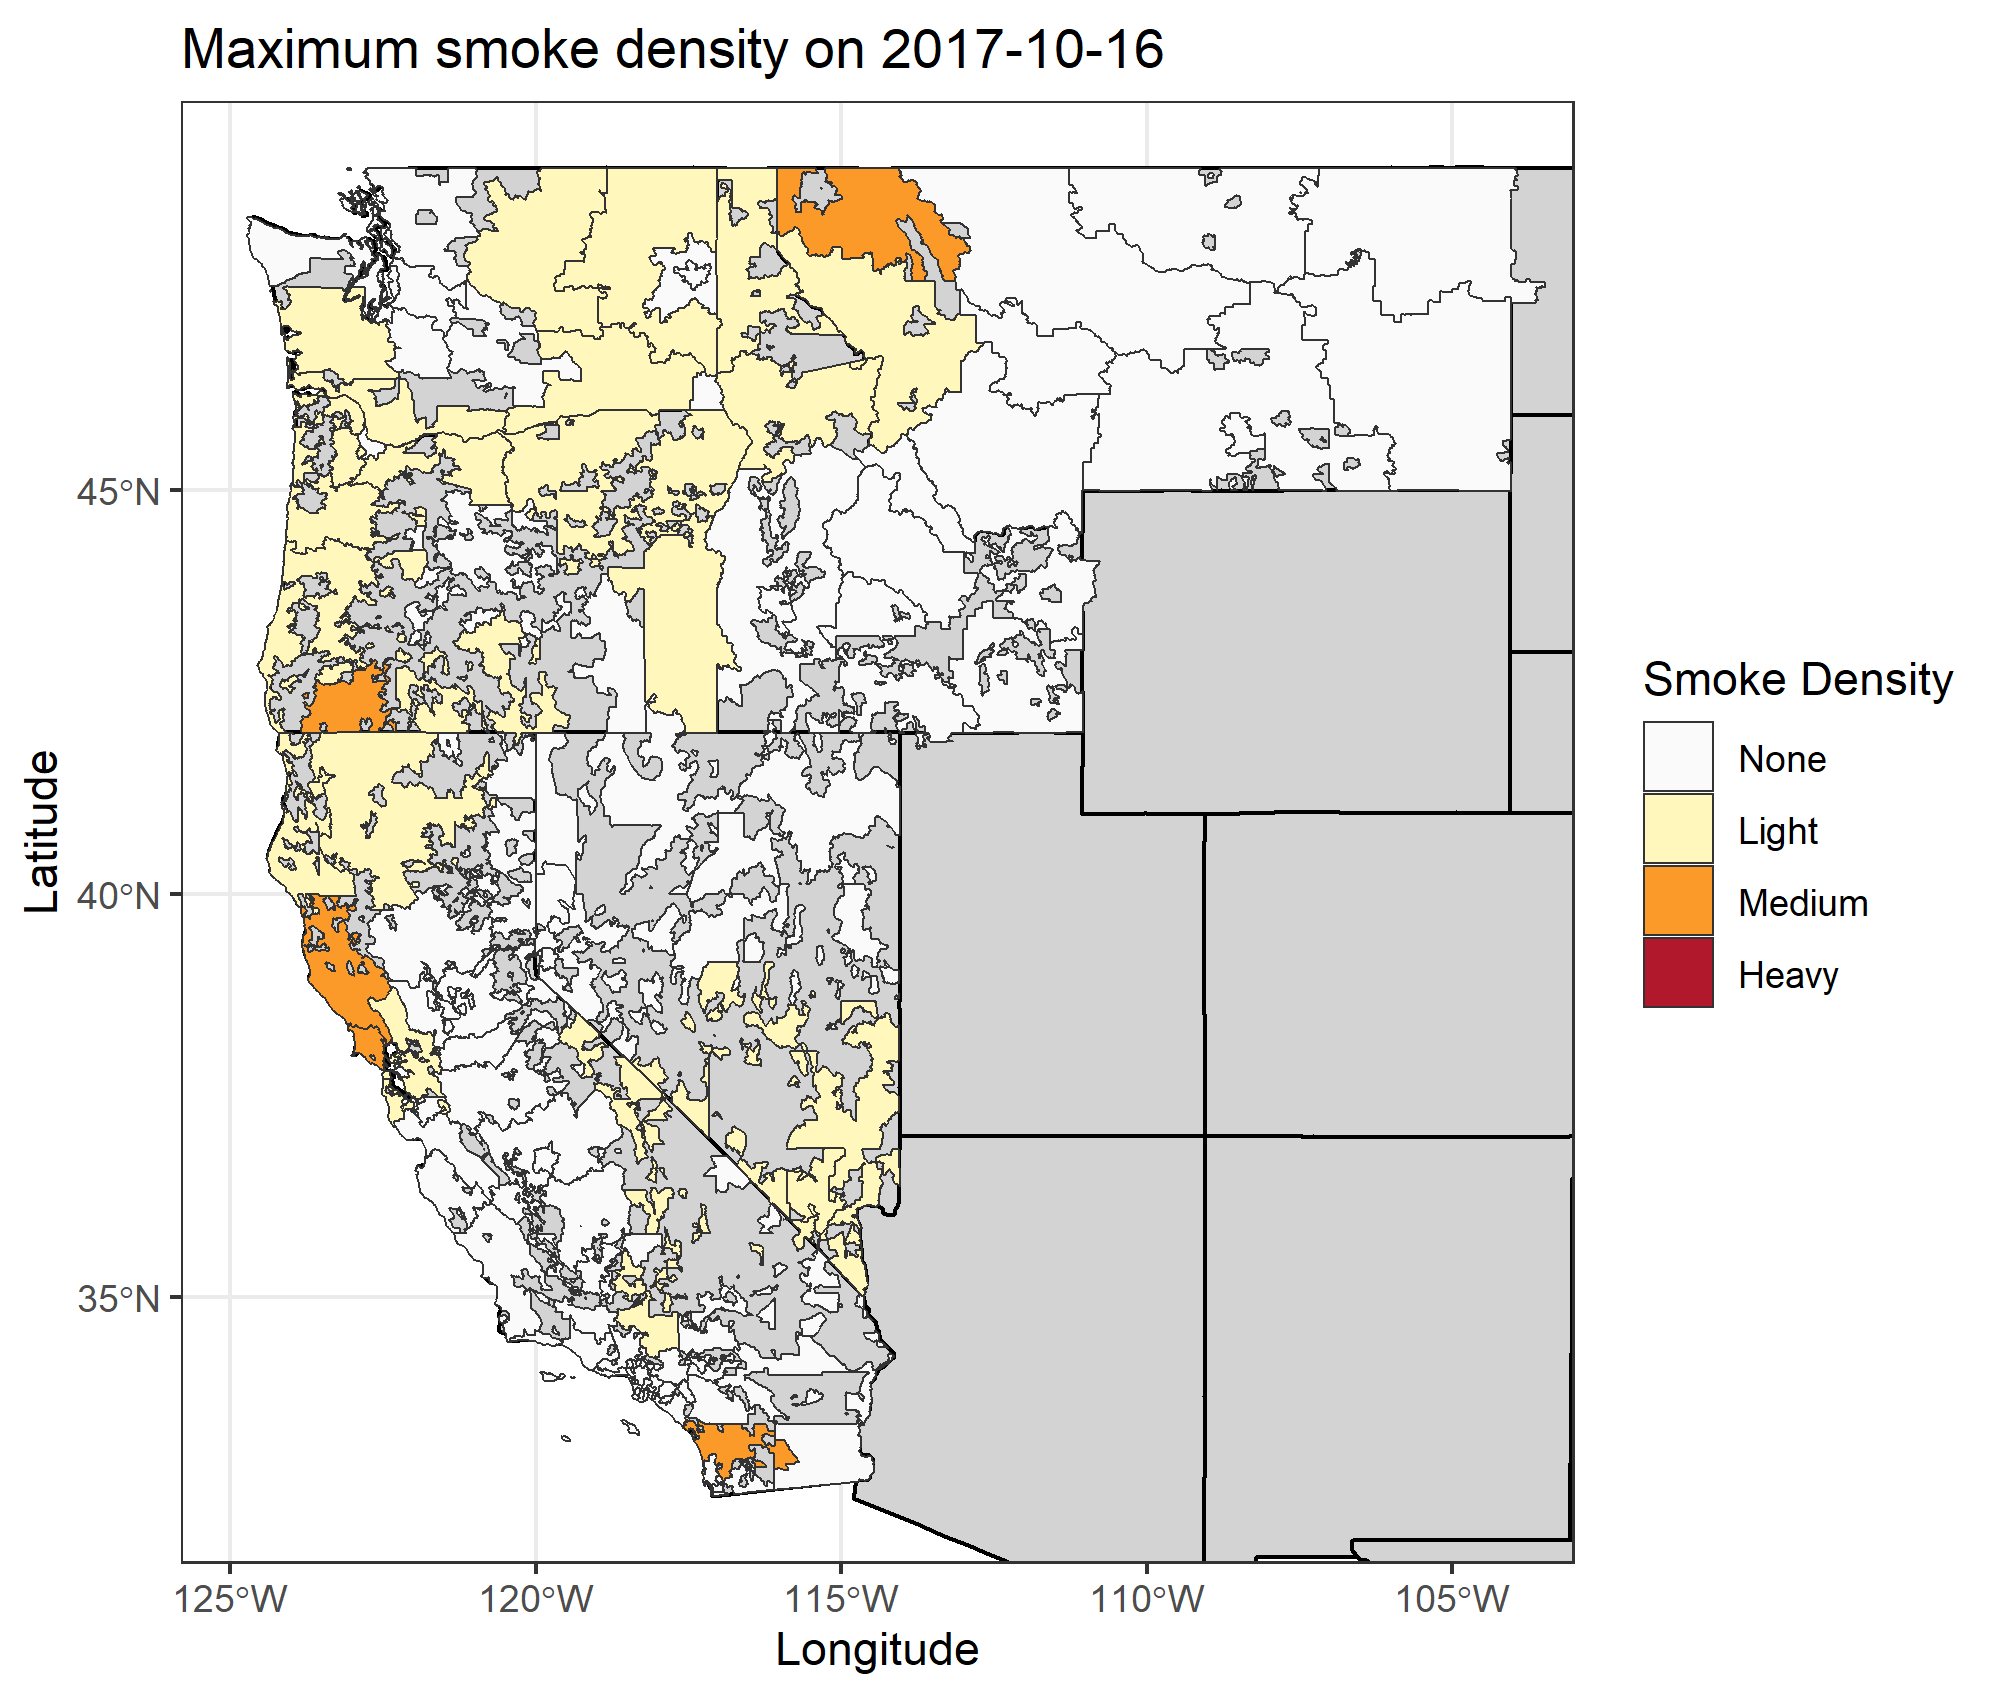 Maximum smoke density on 2017-10-16
Latitude
45°N
40°N
35°N
125°W
120°W
115°W
110°W
105°W
Longitude
Smoke Density
None
Light
Medium
Heavy